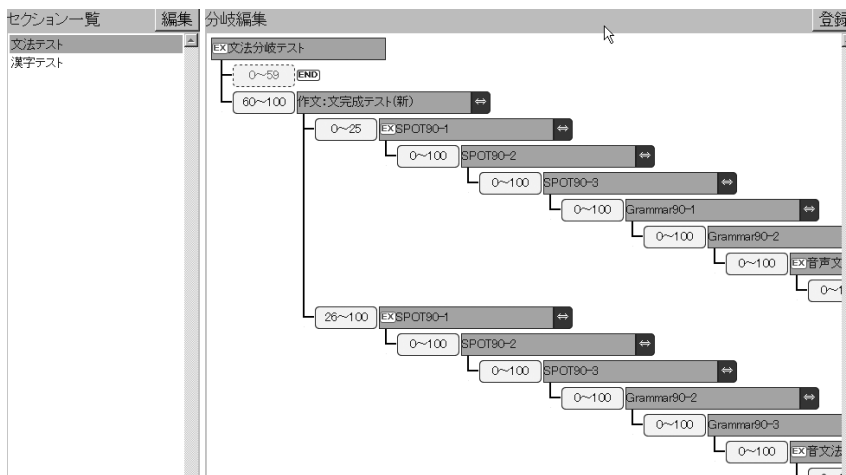 セクション一覧 編集 分岐編集 登録
文法テスト
漢字テスト
EX文法分岐テスト
0～59 END
60～100 作文:文完成テスト(新) ⇔
0～25 EXSPOT90-1 ⇔
0～100 SPOT90-2 ⇔
0～100 SPOT90-3 ⇔
0～100 Grammar90-1 ⇔
0～100 Grammar90-2
0～100 EX音声文
0～1
26～100 EXSPOT90-1 ⇔
0～100 SPOT90-2 ⇔
0～100 SPOT90-3 ⇔
0～100 Grammar90-2 ⇔
0～100 Grammar90-3
0～100 EX音文法